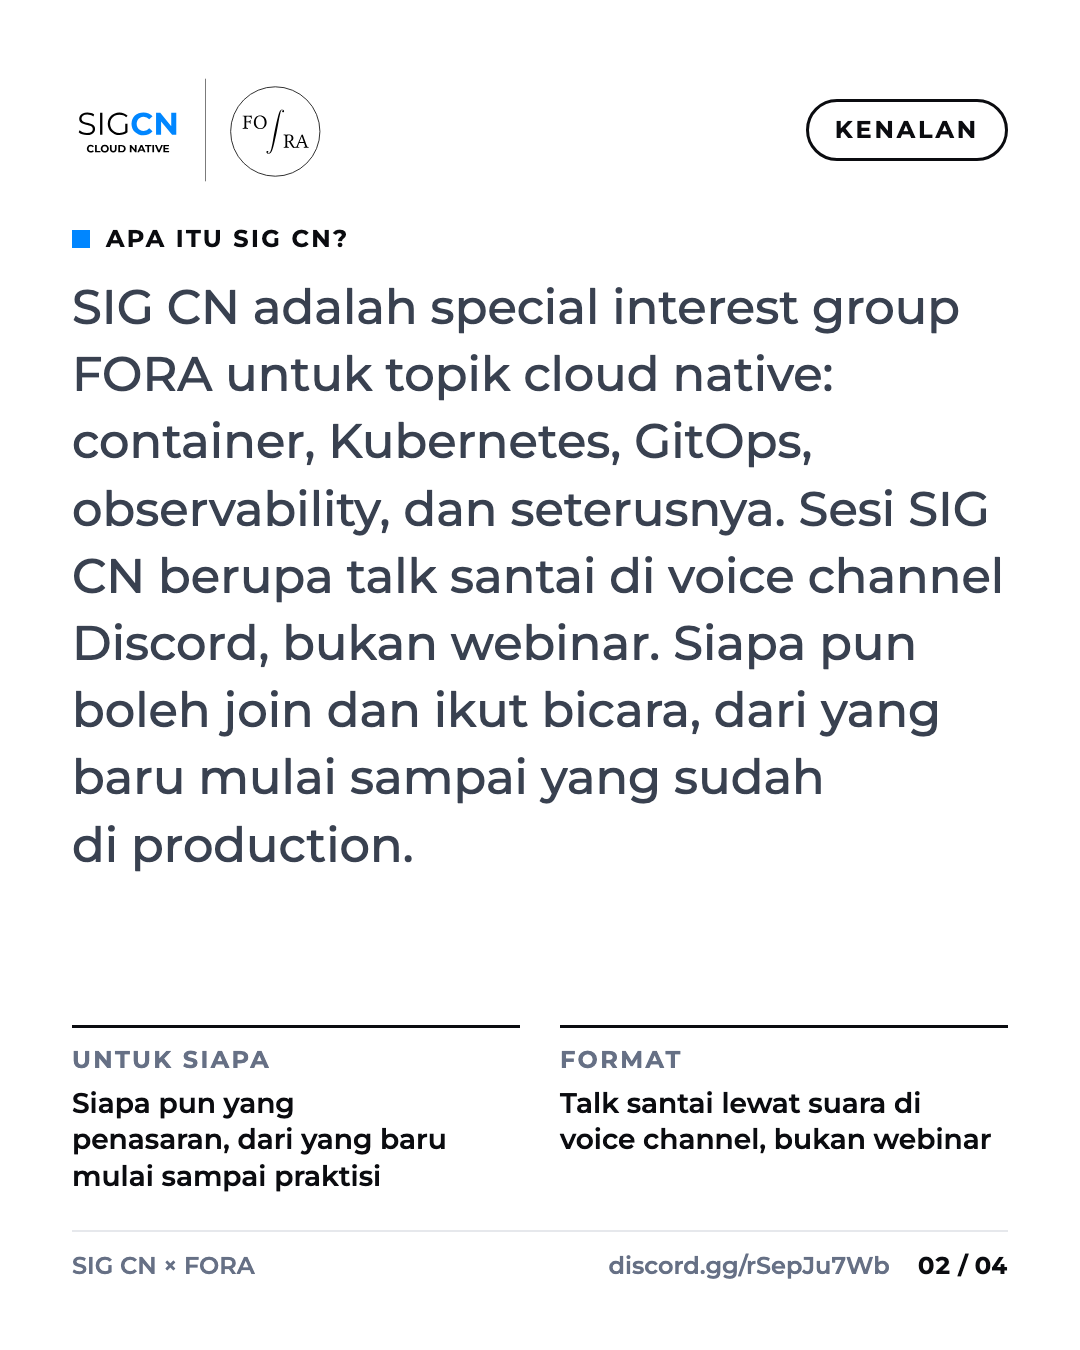 SIGCN
CLOUD NATIVE
FO
RA
KENALAN
APA ITU SIG CN?
SIG CN adalah special interest group
FORA untuk topik cloud native:
container, Kubernetes, GitOps,
observability, dan seterusnya. Sesi SIG
CN berupa talk santai di voice channel
Discord, bukan webinar. Siapa pun
boleh join dan ikut bicara, dari yang
baru mulai sampai yang sudah
di production.
UNTUK SIAPA
Siapa pun yang
penasaran, dari yang baru
mulai sampai praktisi
FORMAT
Talk santai lewat suara di
voice channel, bukan webinar
SIG CN × FORA
discord.gg/rSepJu7Wb 02 / 04